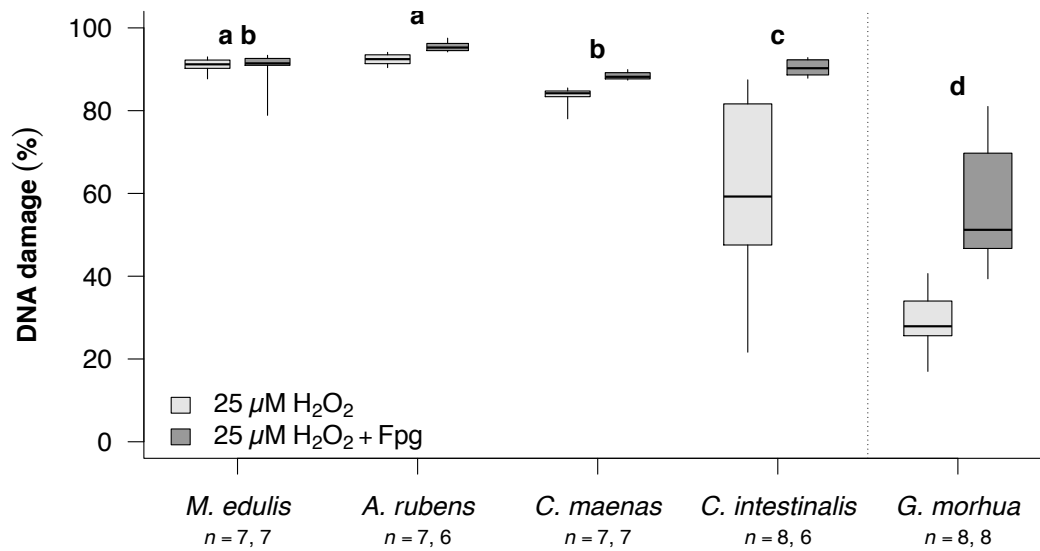 DNA damage (%)
100
80
60
40
20
0
a b
a
b
c
d
25 µM H₂O₂
25 µM H₂O₂ + Fpg
M. edulis
n = 7, 7
A. rubens
n = 7, 6
C. maenas
n = 7, 7
C. intestinalis
n = 8, 6
G. morhua
n = 8, 8